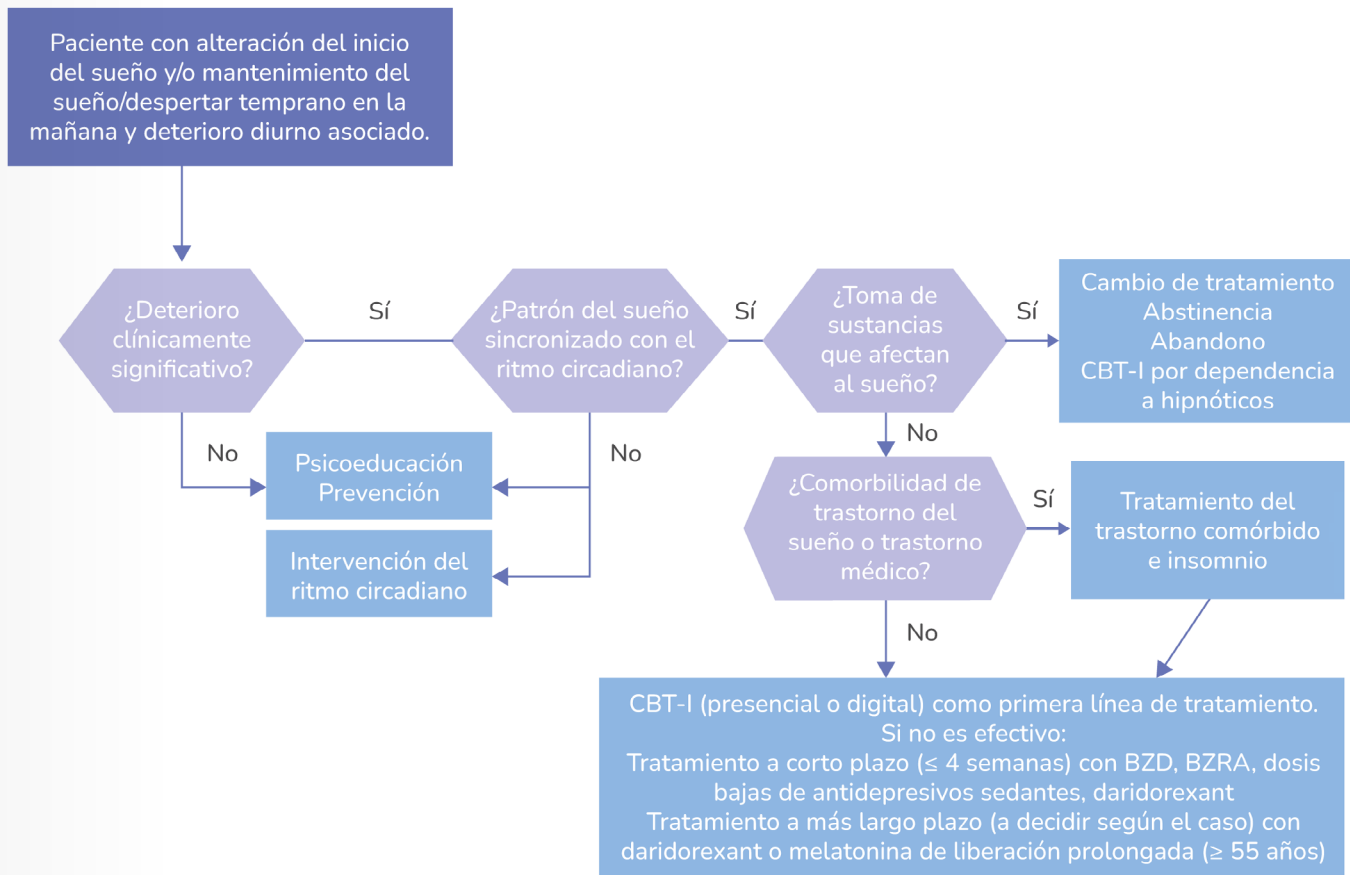 Paciente con alteración del inicio
del sueño y/o mantenimiento del
sueño/despertar temprano en la
mañana y deterioro diurno asociado.
¿Deterioro
clínicamente
significativo?
Sí
¿Patrón del sueño
sincronizado con el
ritmo circadiano?
Sí
¿Toma de
sustancias
que afectan
al sueño?
Sí
Cambio de tratamiento
Abstinencia
Abandono
CBT-I por dependencia
a hipnóticos
No
Psicoeducación
Prevención
No
Intervención del
ritmo circadiano
No
¿Comorbilidad de
trastorno del
sueño o trastorno
médico?
Sí
Tratamiento del
trastorno comórbido
e insomnio
No
CBT-I (presencial o digital) como primera línea de tratamiento.
Si no es efectivo:
Tratamiento a corto plazo (≤ 4 semanas) con BZD, BZRA, dosis
bajas de antidepresivos sedantes, daridorexant
Tratamiento a más largo plazo (a decidir según el caso) con
daridorexant o melatonina de liberación prolongada (≥ 55 años)